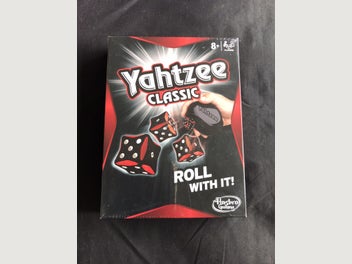 8+
Yahtzee
CLASSIC
ROLL
WITH IT!
Hasbro
Gaming